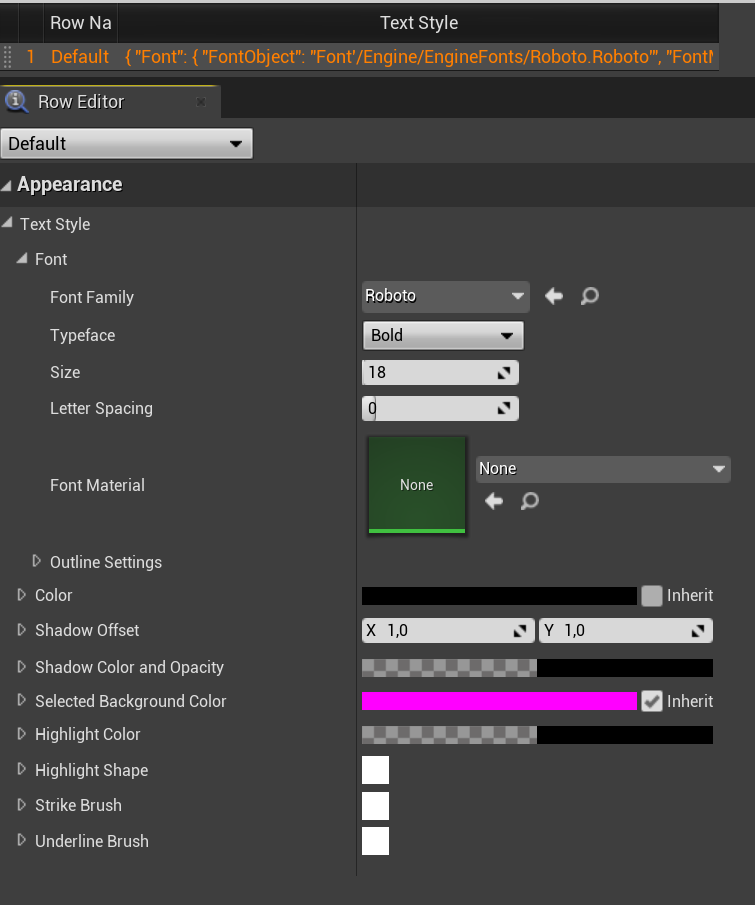 Row Na Text Style
1 Default { "Font": { "FontObject": "Font'/Engine/EngineFonts/Roboto.Roboto'", "FontM
Row Editor
Default
Appearance
Text Style
Font
Font Family Roboto
Typeface Bold
Size 18
Letter Spacing 0
Font Material None None
Outline Settings
Color Inherit
Shadow Offset X 1,0 Y 1,0
Shadow Color and Opacity
Selected Background Color Inherit
Highlight Color
Highlight Shape
Strike Brush
Underline Brush